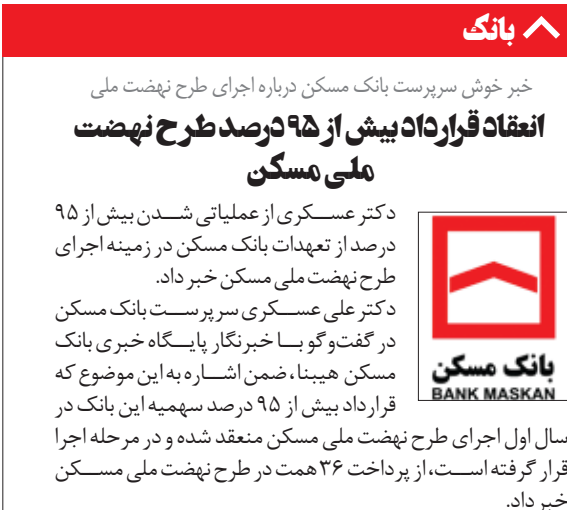 بانک
خبر خوش سرپرست بانک مسکن درباره اجرای طرح نهضت ملی
انعقاد قرارداد بیش از ۹۵ درصد طرح نهضت
ملی مسکن
دکتر عسکری از عملیاتی شدن بیش از ۹۵
درصد از تعهدات بانک مسکن در زمینه اجرای
طرح نهضت ملی مسکن خبر داد.
دکتر علی عسکری سرپرست بانک مسکن
در گفت‌وگو با خبرنگار پایگاه خبری بانک
مسکن هیبنا، ضمن اشاره به این موضوع که
قرارداد بیش از ۹۵ درصد سهمیه این بانک در
سال اول اجرای طرح نهضت ملی مسکن منعقد شده و در مرحله اجرا
قرار گرفته است، از پرداخت ۳۶ همت در طرح نهضت ملی مسکن
خبر داد.
بانک مسکن
BANK MASKAN